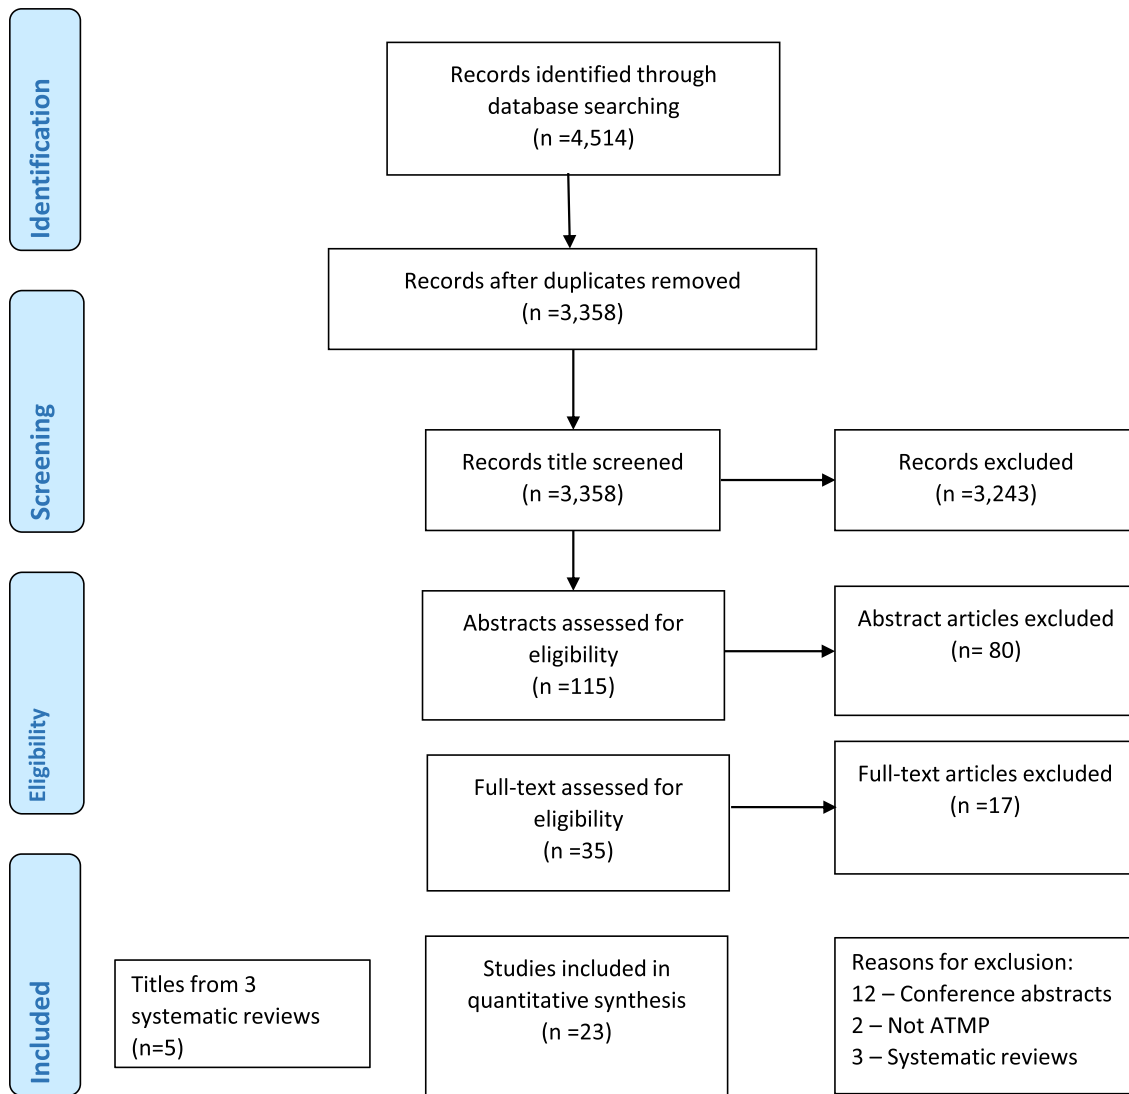 Identification
Records identified through
database searching
(n =4,514)
Records after duplicates removed
(n =3,358)
Screening
Records title screened
(n =3,358)
Records excluded
(n =3,243)
Eligibility
Abstracts assessed for
eligibility
(n =115)
Abstract articles excluded
(n= 80)
Full-text assessed for
eligibility
(n =35)
Full-text articles excluded
(n =17)
Included
Titles from 3
systematic reviews
(n=5)
Studies included in
quantitative synthesis
(n =23)
Reasons for exclusion:
12 – Conference abstracts
2 – Not ATMP
3 – Systematic reviews